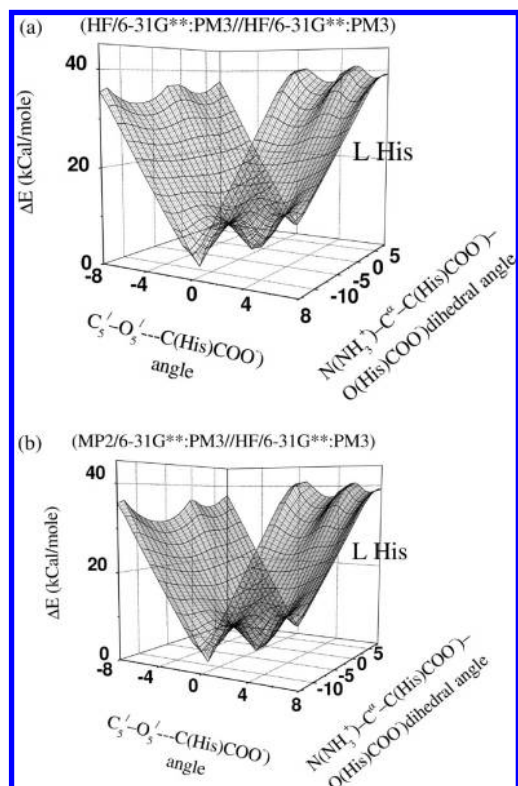 (a)
(HF/6-31G**:PM3//HF/6-31G**:PM3)
40
20
0
ΔE (kCal/mole)
L His
-8
-4
0
4
8
-10
-5
0
5
C₅′–O₅′---C(His)COO⁻)
angle
N(NH₃⁺)–Cᵅ–C(His)COO⁻)–
O(His)COO⁻)dihedral angle
(b)
(MP2/6-31G**:PM3//HF/6-31G**:PM3)
40
20
0
ΔE (kCal/mole)
L His
-8
-4
0
4
8
-10
-5
0
5
C₅′–O₅′---C(His)COO⁻)
angle
N(NH₃⁺)–Cᵅ–C(His)COO⁻)–
O(His)COO⁻)dihedral angle